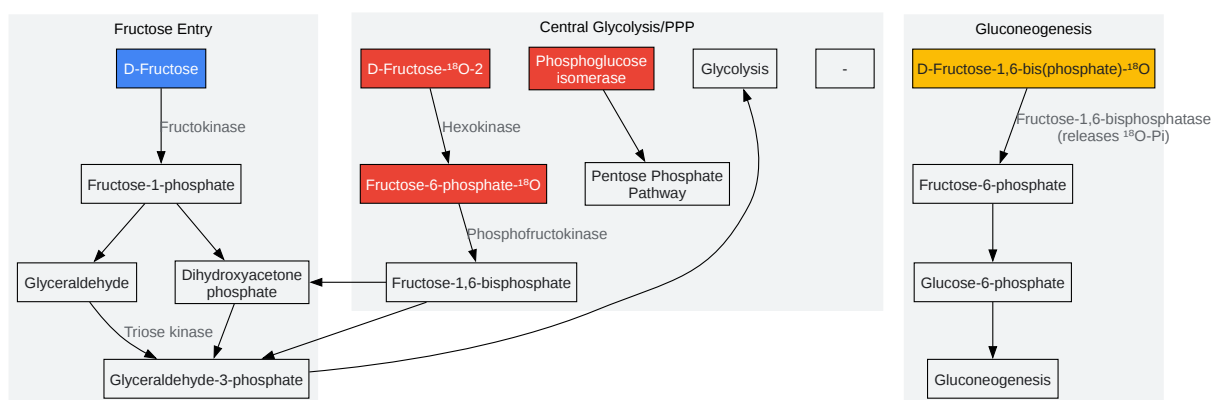 Fructose Entry
D-Fructose
Fructokinase
Fructose-1-phosphate
Glyceraldehyde
Dihydroxyacetone
phosphate
Triose kinase
Glyceraldehyde-3-phosphate
Central Glycolysis/PPP
D-Fructose-¹⁸O-2
Phosphoglucose
isomerase
Glycolysis
-
Hexokinase
Fructose-6-phosphate-¹⁸O
Pentose Phosphate
Pathway
Phosphofructokinase
Fructose-1,6-bisphosphate
Gluconeogenesis
D-Fructose-1,6-bis(phosphate)-¹⁸O
Fructose-1,6-bisphosphatase
(releases ¹⁸O-Pi)
Fructose-6-phosphate
Glucose-6-phosphate
Gluconeogenesis